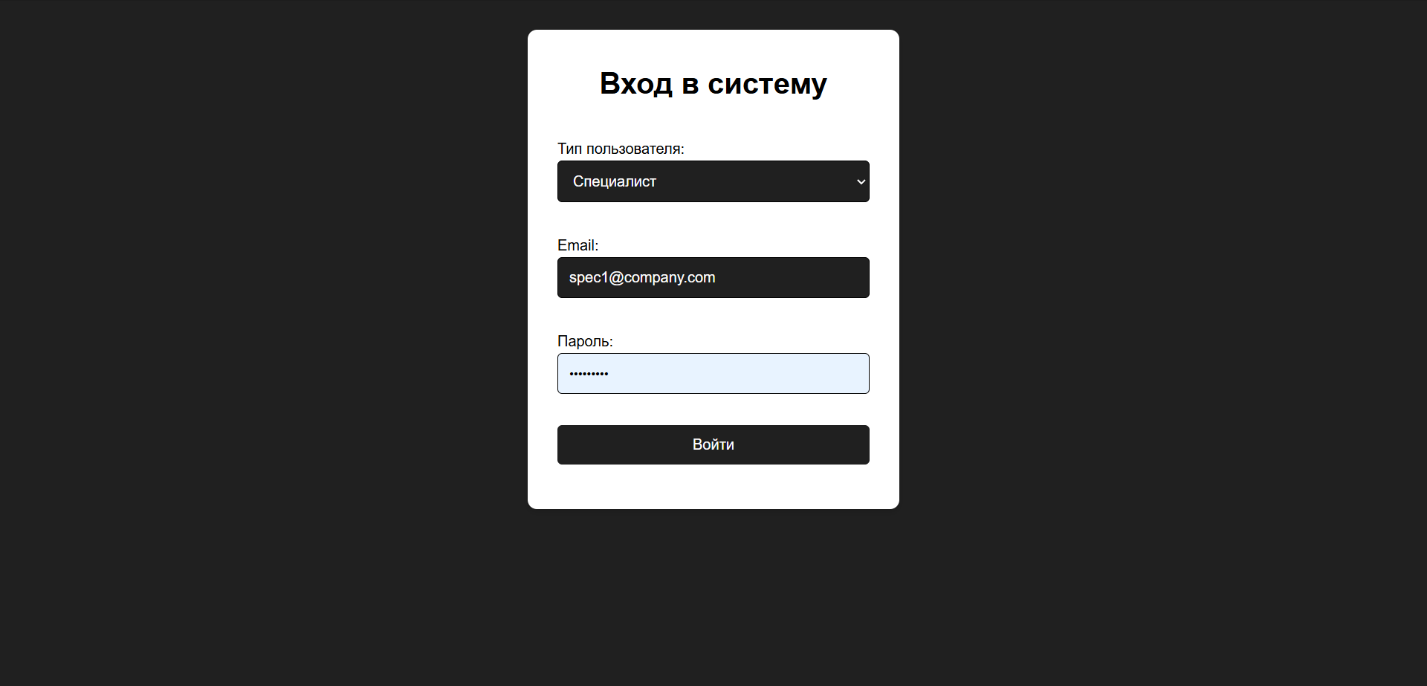 Вход в систему
Тип пользователя:
Специалист
Email:
spec1@company.com
Пароль:
•••••••••
Войти